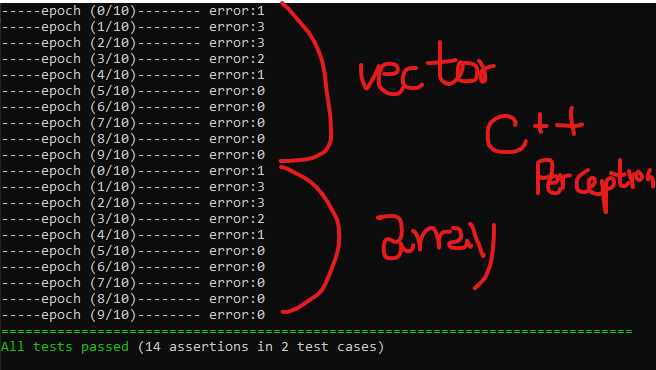 -----epoch (0/10)-------- error:1
-----epoch (1/10)-------- error:3
-----epoch (2/10)-------- error:3
-----epoch (3/10)-------- error:2
-----epoch (4/10)-------- error:1
-----epoch (5/10)-------- error:0
-----epoch (6/10)-------- error:0
-----epoch (7/10)-------- error:0
-----epoch (8/10)-------- error:0
-----epoch (9/10)-------- error:0
-----epoch (0/10)-------- error:1
-----epoch (1/10)-------- error:3
-----epoch (2/10)-------- error:3
-----epoch (3/10)-------- error:2
-----epoch (4/10)-------- error:1
-----epoch (5/10)-------- error:0
-----epoch (6/10)-------- error:0
-----epoch (7/10)-------- error:0
-----epoch (8/10)-------- error:0
-----epoch (9/10)-------- error:0
===============================================================================
All tests passed (14 assertions in 2 test cases)
vector
C++
Perceptron
array